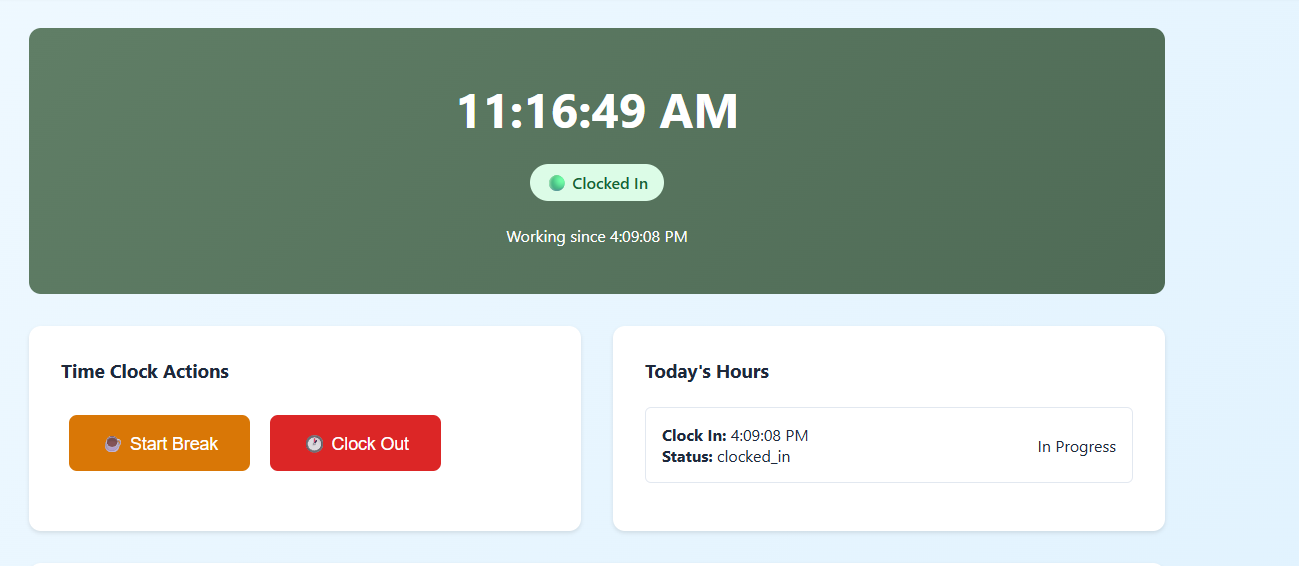 11:16:49 AM
Clocked In
Working since 4:09:08 PM
Time Clock Actions
Start Break
Clock Out
Today's Hours
Clock In: 4:09:08 PM
Status: clocked_in
In Progress